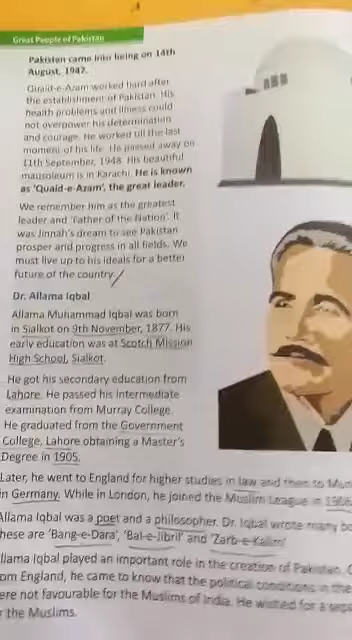 Great People of Pakistan
Pakistan came into being on 14th
August, 1947.
Quaid-e-Azam worked hard after
the establishment of Pakistan. His
health problems and illness could
not overpower his determination
and courage. He worked till the last
moment of his life. He passed away on
11th September, 1948. His beautiful
mausoleum is in Karachi. He is known
as 'Quaid-e-Azam', the great leader.
We remember him as the greatest
leader and 'Father of the Nation'. It
was Jinnah's dream to see Pakistan
prosper and progress in all fields. We
must live up to his ideals for a better
future of the country.
Dr. Allama Iqbal
Allama Muhammad Iqbal was born
in Sialkot on 9th November, 1877. His
early education was at Scotch Mission
High School, Sialkot.
He got his secondary education from
Lahore. He passed his Intermediate
examination from Murray College.
He graduated from the Government
College, Lahore obtaining a Master's
Degree in 1905.
Later, he went to England for higher studies in law and then to
in Germany. While in London, he joined the Muslim League in
Allama Iqbal was a poet and a philosopher. Dr. Iqbal wrote many
hese are 'Bang-e-Dara', 'Bal-e-Jibril' and 'Zarb-e-Kalim'
llama Iqbal played an important role in the creation of Pakistan.
om England, he came to know that the political conditions in the
ere not favourable for the Muslims of India. He wished for a
the Muslims.